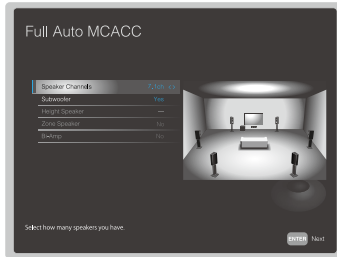 Full Auto MCACC
Speaker Channels
Subwoofer Yes
Height Speaker ---
Zone Speaker No
Bi-Amp No
Select how many speakers you have.
ENTER Next